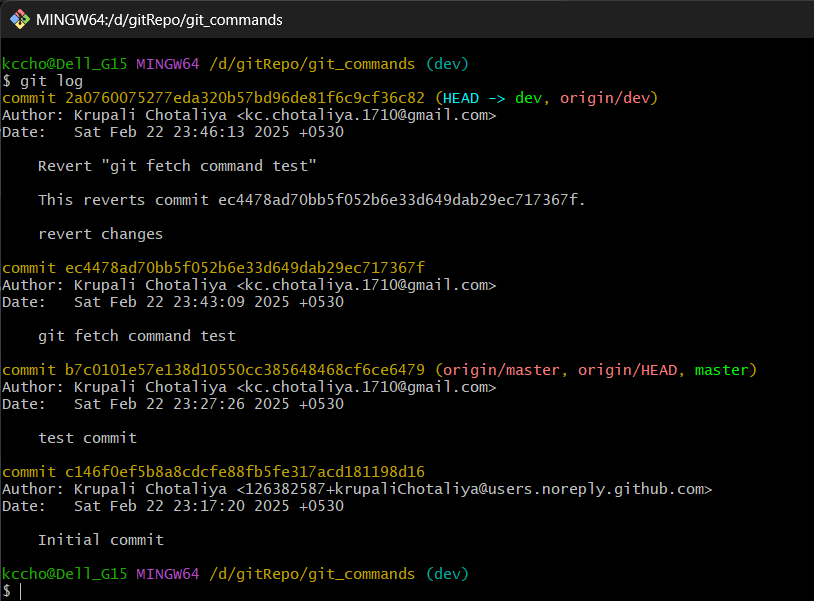 MINGW64:/d/gitRepo/git_commands
kccho@Dell_G15 MINGW64 /d/gitRepo/git_commands (dev)
$ git log
commit 2a0760075277eda320b57bd96de81f6c9cf36c82 (HEAD -> dev, origin/dev)
Author: Krupali Chotaliya <kc.chotaliya.1710@gmail.com>
Date:   Sat Feb 22 23:46:13 2025 +0530
    Revert "git fetch command test"
    This reverts commit ec4478ad70bb5f052b6e33d649dab29ec717367f.
    revert changes
commit ec4478ad70bb5f052b6e33d649dab29ec717367f
Author: Krupali Chotaliya <kc.chotaliya.1710@gmail.com>
Date:   Sat Feb 22 23:43:09 2025 +0530
    git fetch command test
commit b7c0101e57e138d10550cc385648468cf6ce6479 (origin/master, origin/HEAD, master)
Author: Krupali Chotaliya <kc.chotaliya.1710@gmail.com>
Date:   Sat Feb 22 23:27:26 2025 +0530
    test commit
commit c146f0ef5b8a8cdcfe88fb5fe317acd181198d16
Author: Krupali Chotaliya <126382587+krupaliChotaliya@users.noreply.github.com>
Date:   Sat Feb 22 23:17:20 2025 +0530
    Initial commit
kccho@Dell_G15 MINGW64 /d/gitRepo/git_commands (dev)
$